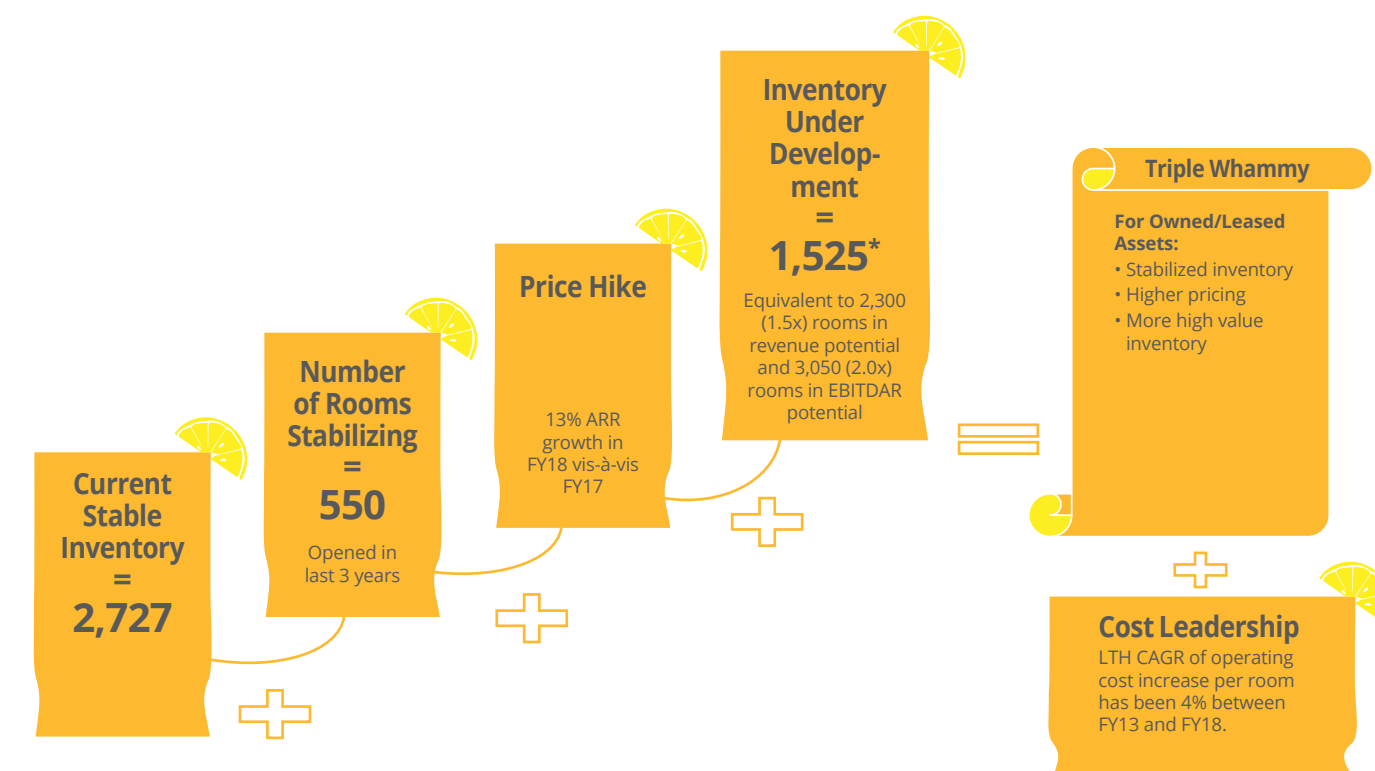 Current
Stable
Inventory
=
2,727
Number
of Rooms
Stabilizing
=
550
Opened in
last 3 years
Price Hike
13% ARR
growth in
FY18 vis-à-vis
FY17
Inventory
Under
Develop-
ment
=
1,525*
Equivalent to 2,300
(1.5x) rooms in
revenue potential
and 3,050 (2.0x)
rooms in EBITDAR
potential
Triple Whammy
For Owned/Leased
Assets:
• Stabilized inventory
• Higher pricing
• More high value
inventory
Cost Leadership
LTH CAGR of operating
cost increase per room
has been 4% between
FY13 and FY18.